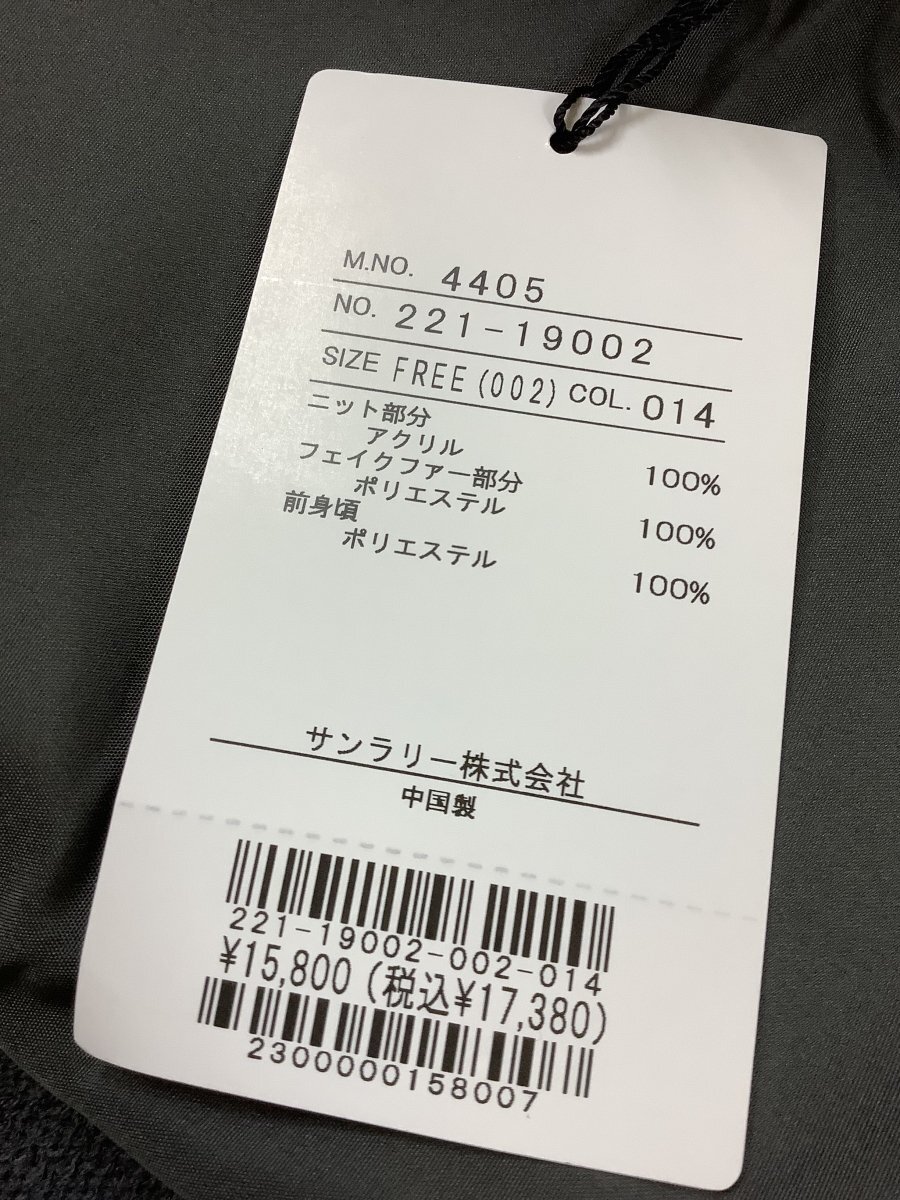 M.NO. 4405
NO. 221-19002
SIZE FREE (002) COL. 014
ニット部分
アクリル 100%
フェイクファー部分
ポリエステル 100%
前身頃
ポリエステル 100%
サンラリー株式会社
中国製
221-19002-002-014
¥15,800 (税込¥17,380)
2300000158007